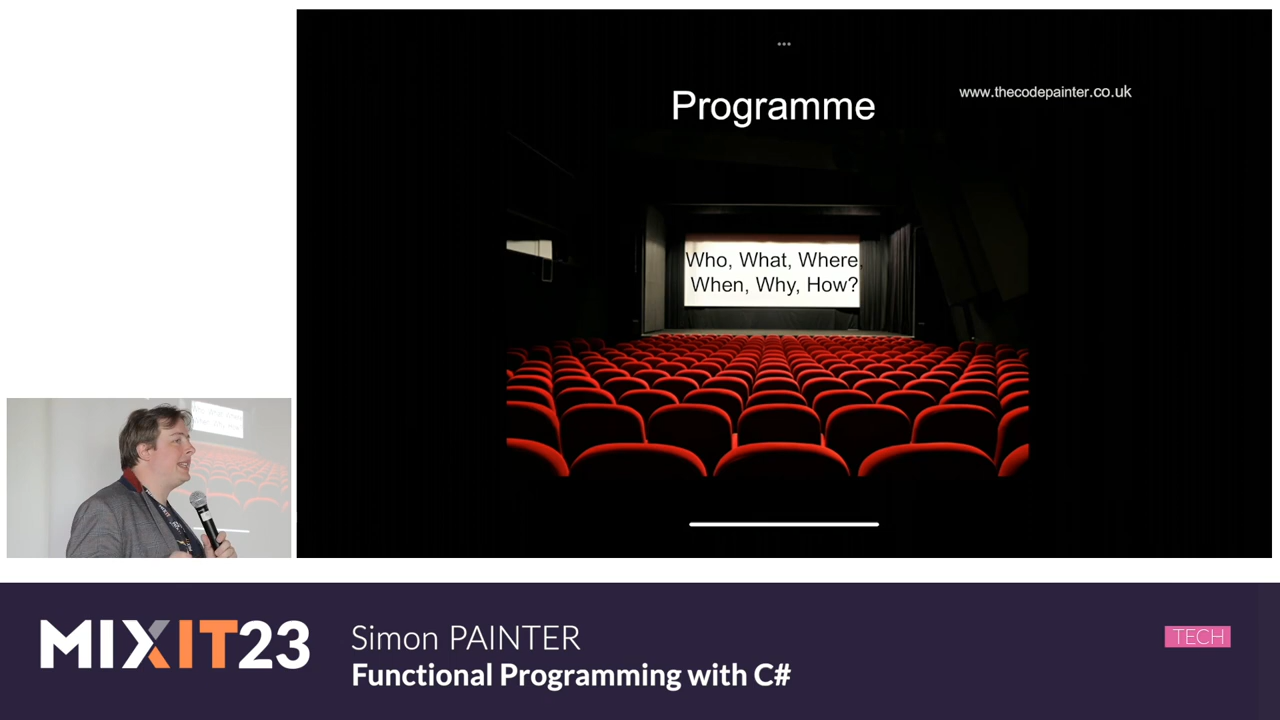 Programme
www.thecodepainter.co.uk
Who, What, Where,
When, Why, How?
MIXIT23
Simon PAINTER
Functional Programming with C#
TECH